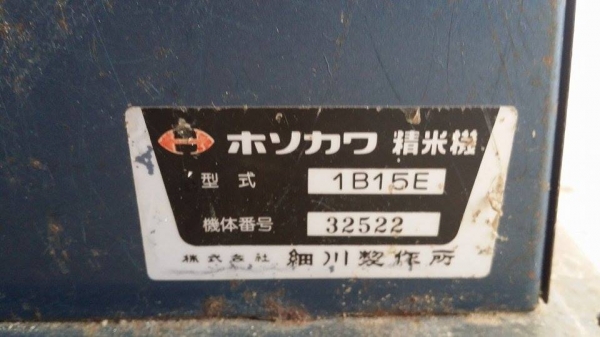 ホソカワ 精米機
型式 1B15E
機体番号 32522
株式会社 細川製作所